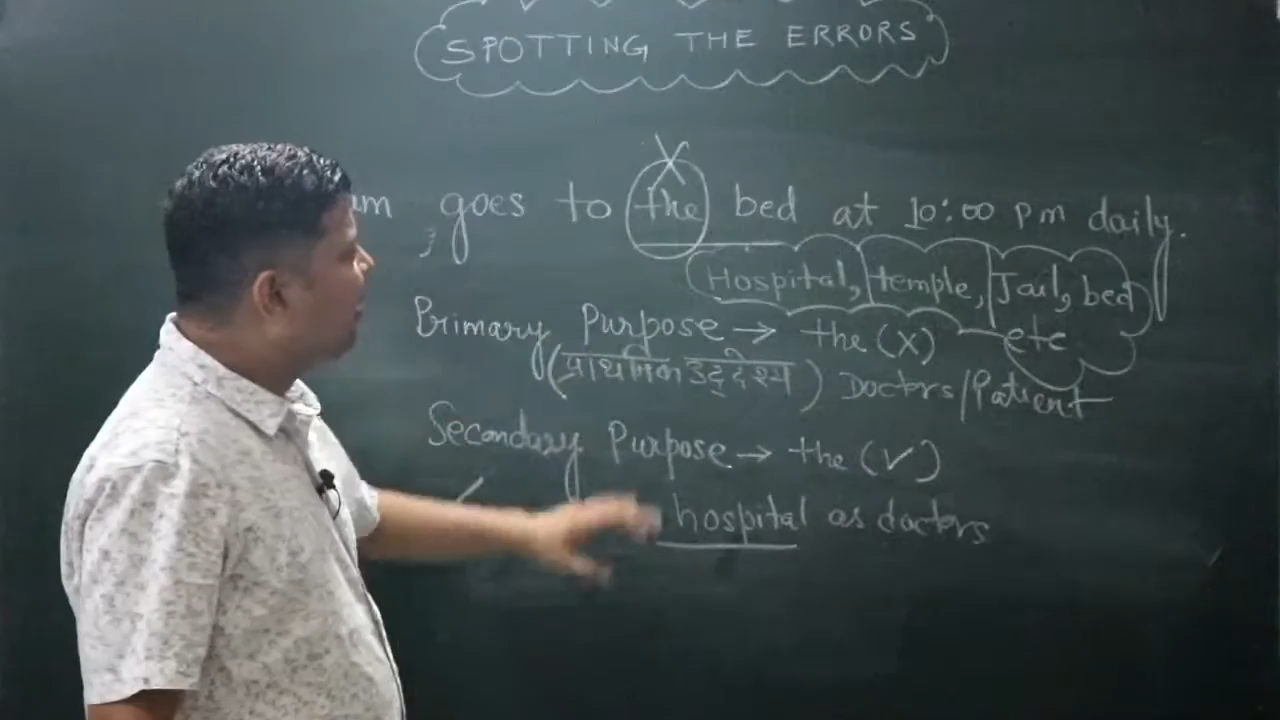 SPOTTING THE ERRORS
am goes to the bed at 10:00 pm daily.
Hospital, temple, Jail, bed
Primary Purpose → the (X) etc
(प्राथमिक उद्देश्य) Doctors/Patient
Secondary Purpose → the (✓)
hospital as doctors